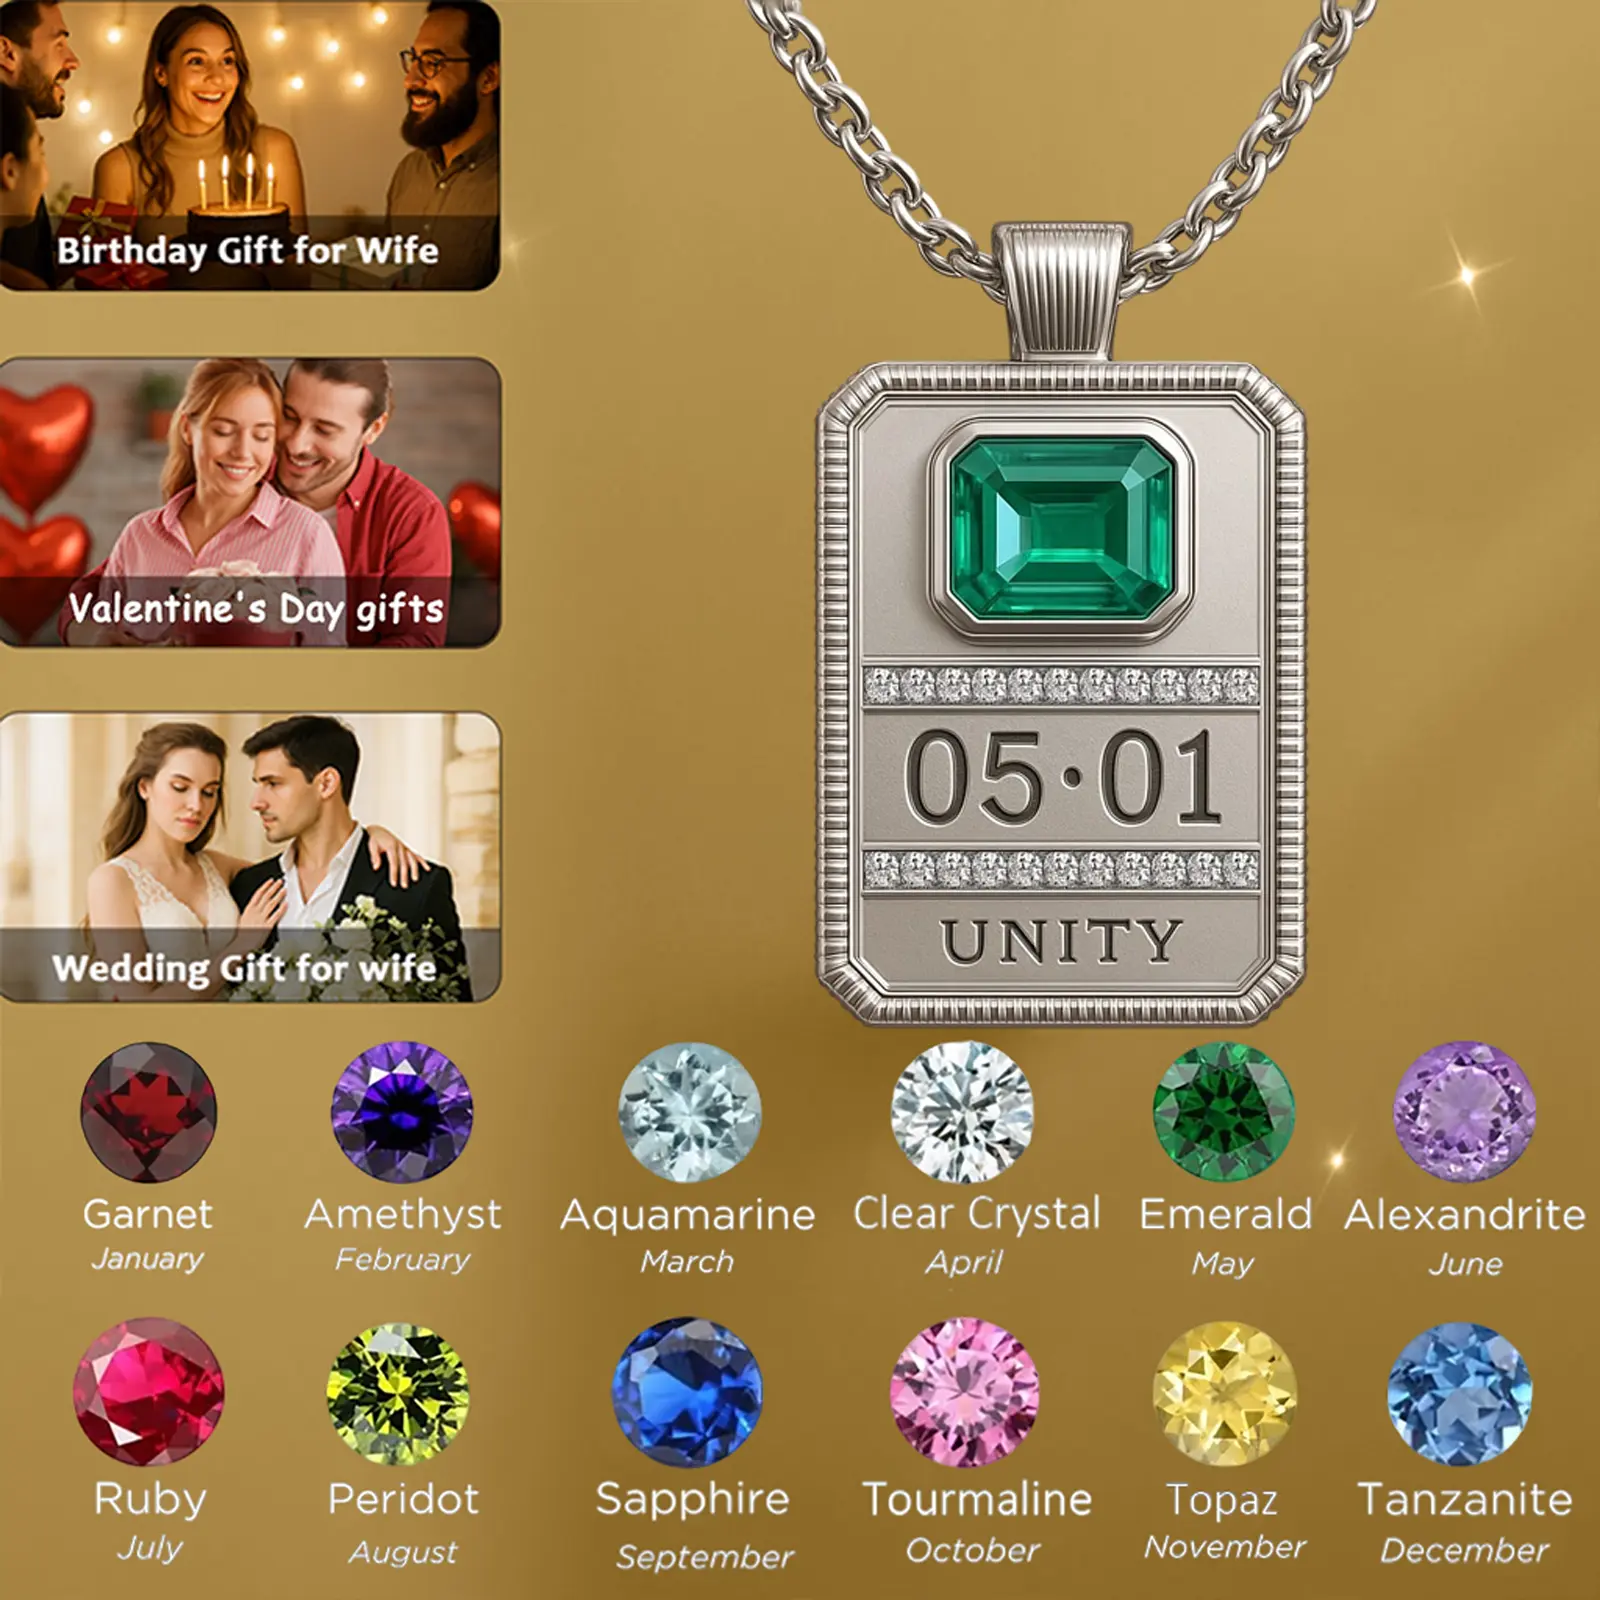 Birthday Gift for Wife
Valentine's Day gifts
Wedding Gift for wife
05·01
UNITY
Garnet
January
Amethyst
February
Aquamarine
March
Clear Crystal
April
Emerald
May
Alexandrite
June
Ruby
July
Peridot
August
Sapphire
September
Tourmaline
October
Topaz
November
Tanzanite
December